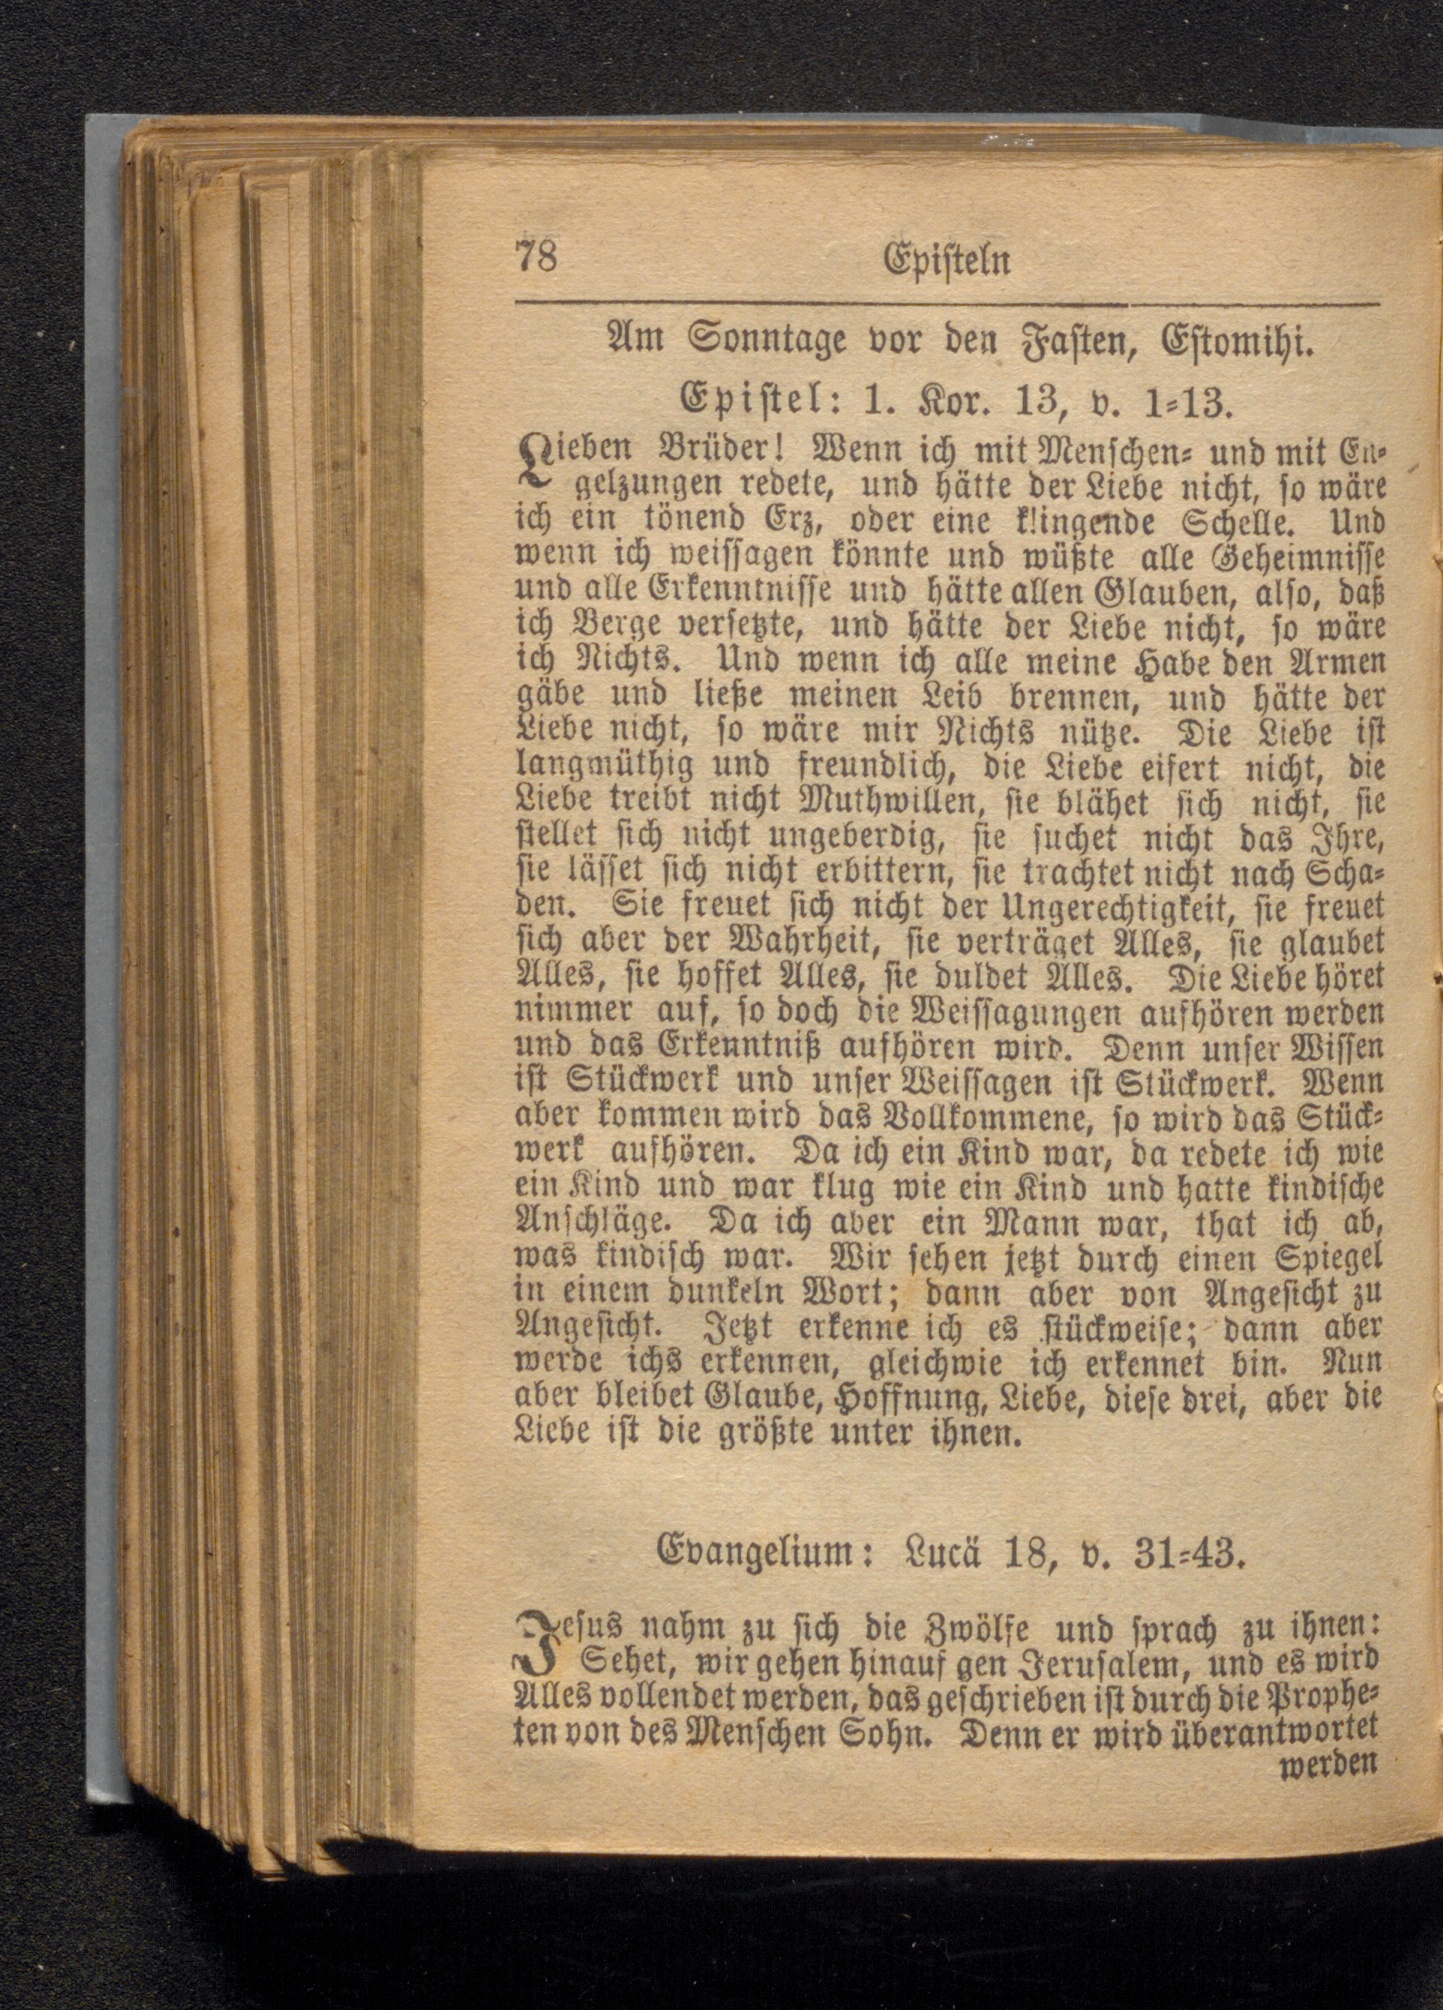 78 Episteln
Am Sonntage vor den Fasten, Estomihi.
Epistel: 1. Kor. 13, v. 1-13.
Lieben Brüder! Wenn ich mit Menschen- und mit En-
gelzungen redete, und hätte der Liebe nicht, so wäre
ich ein tönend Erz, oder eine klingende Schelle. Und
wenn ich weissagen könnte und wüßte alle Geheimnisse
und alle Erkenntnisse und hätte allen Glauben, also, daß
ich Berge versetzte, und hätte der Liebe nicht, so wäre
ich Nichts. Und wenn ich alle meine Habe den Armen
gäbe und ließe meinen Leib brennen, und hätte der
Liebe nicht, so wäre mir Nichts nütze. Die Liebe ist
langmüthig und freundlich, die Liebe eifert nicht, die
Liebe treibt nicht Muthwillen, sie blähet sich nicht, sie
stellet sich nicht ungeberdig, sie suchet nicht das Ihre,
sie lässet sich nicht erbittern, sie trachtet nicht nach Scha-
den. Sie freuet sich nicht der Ungerechtigkeit, sie freuet
sich aber der Wahrheit, sie verträget Alles, sie glaubet
Alles, sie hoffet Alles, sie duldet Alles. Die Liebe höret
nimmer auf, so doch die Weissagungen aufhören werden
und das Erkenntniß aufhören wird. Denn unser Wissen
ist Stückwerk und unser Weissagen ist Stückwerk. Wenn
aber kommen wird das Vollkommene, so wird das Stück-
werk aufhören. Da ich ein Kind war, da redete ich wie
ein Kind und war klug wie ein Kind und hatte kindische
Anschläge. Da ich aber ein Mann war, that ich ab,
was kindisch war. Wir sehen jetzt durch einen Spiegel
in einem dunkeln Wort; dann aber von Angesicht zu
Angesicht. Jetzt erkenne ich es stückweise; dann aber
werde ichs erkennen, gleichwie ich erkennet bin. Nun
aber bleibet Glaube, Hoffnung, Liebe, diese drei, aber die
Liebe ist die größte unter ihnen.
Evangelium: Lucä 18, v. 31-43.
Jesus nahm zu sich die Zwölfe und sprach zu ihnen:
Sehet, wir gehen hinauf gen Jerusalem, und es wird
Alles vollendet werden, das geschrieben ist durch die Prophe-
ten von des Menschen Sohn. Denn er wird überantwortet
werden